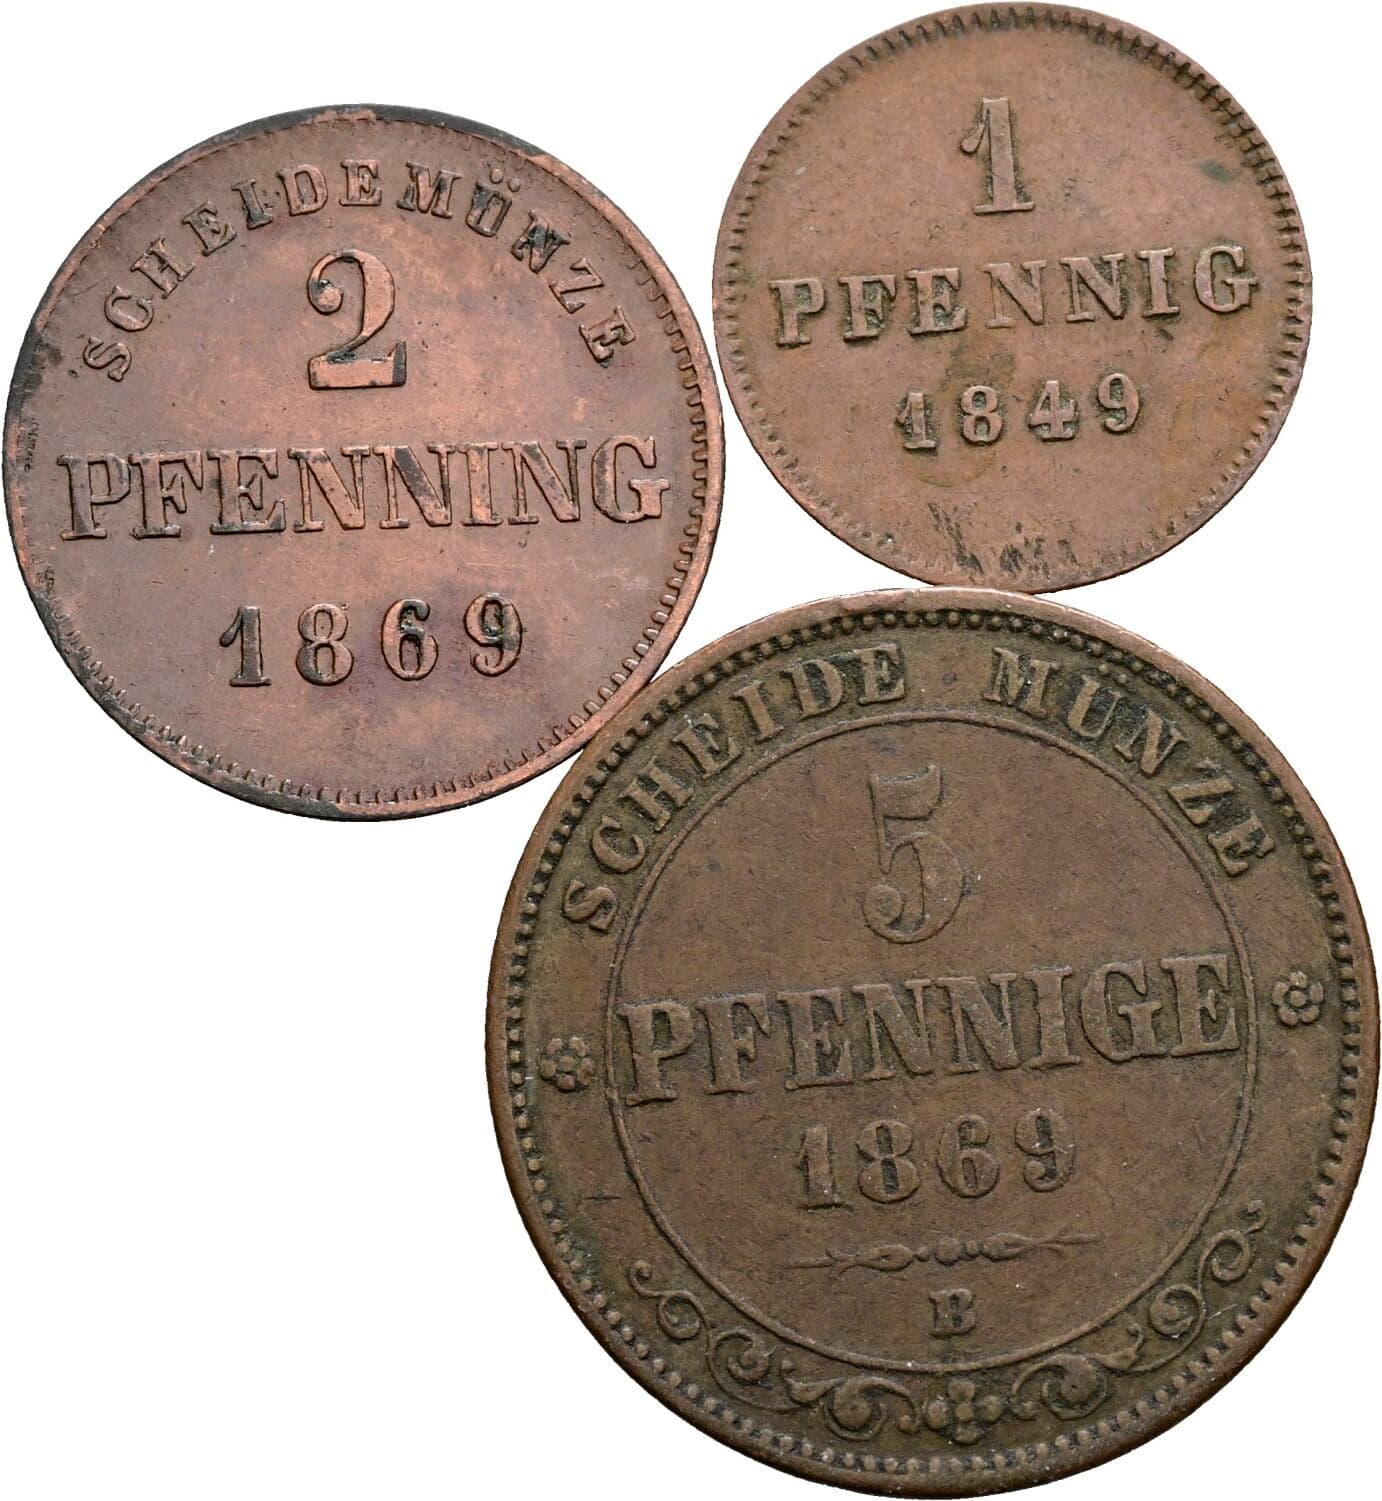 SCHEIDEMÜNZE
2
PFENNING
1869
1
PFENNIG
1849
SCHEIDE MÜNZE
5
PFENNIGE
1869
B